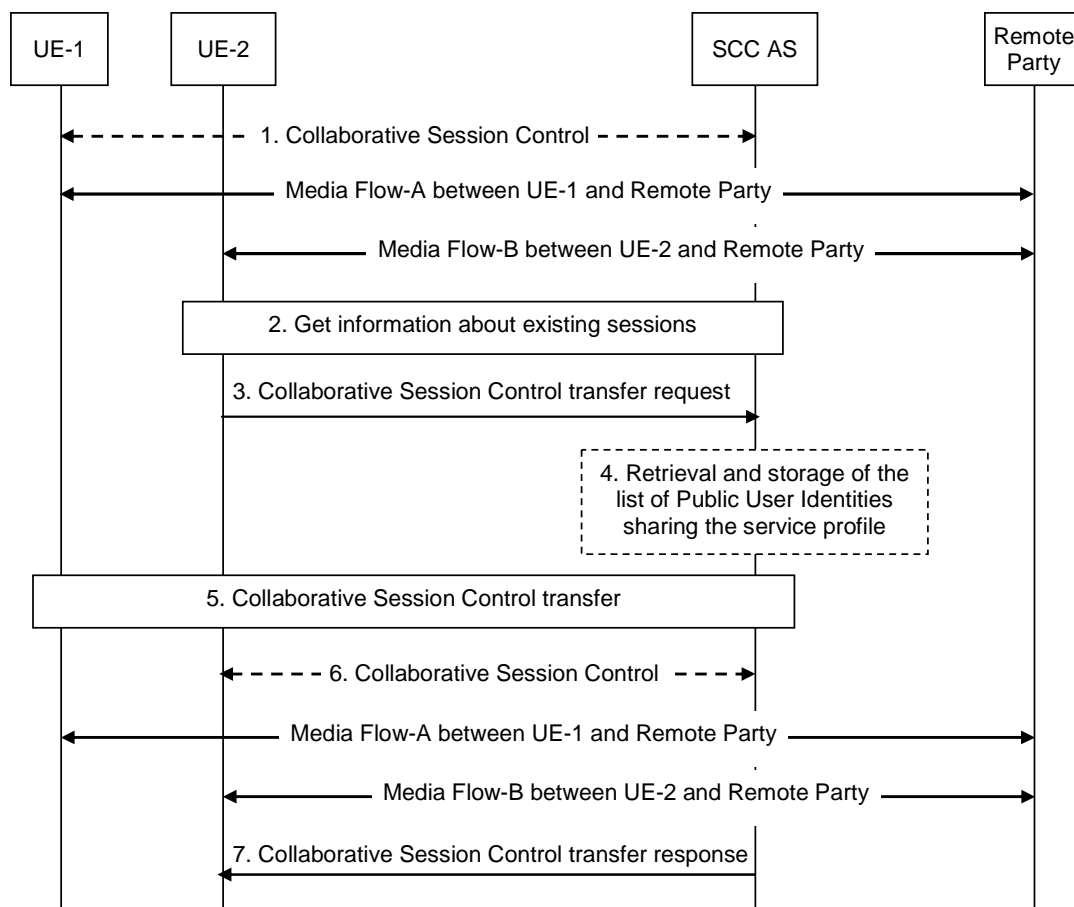 UE-1
UE-2
SCC AS
Remote
Party
1. Collaborative Session Control
Media Flow-A between UE-1 and Remote Party
Media Flow-B between UE-2 and Remote Party
2. Get information about existing sessions
3. Collaborative Session Control transfer request
4. Retrieval and storage of the
list of Public User Identities
sharing the service profile
5. Collaborative Session Control transfer
6. Collaborative Session Control
Media Flow-A between UE-1 and Remote Party
Media Flow-B between UE-2 and Remote Party
7. Collaborative Session Control transfer response